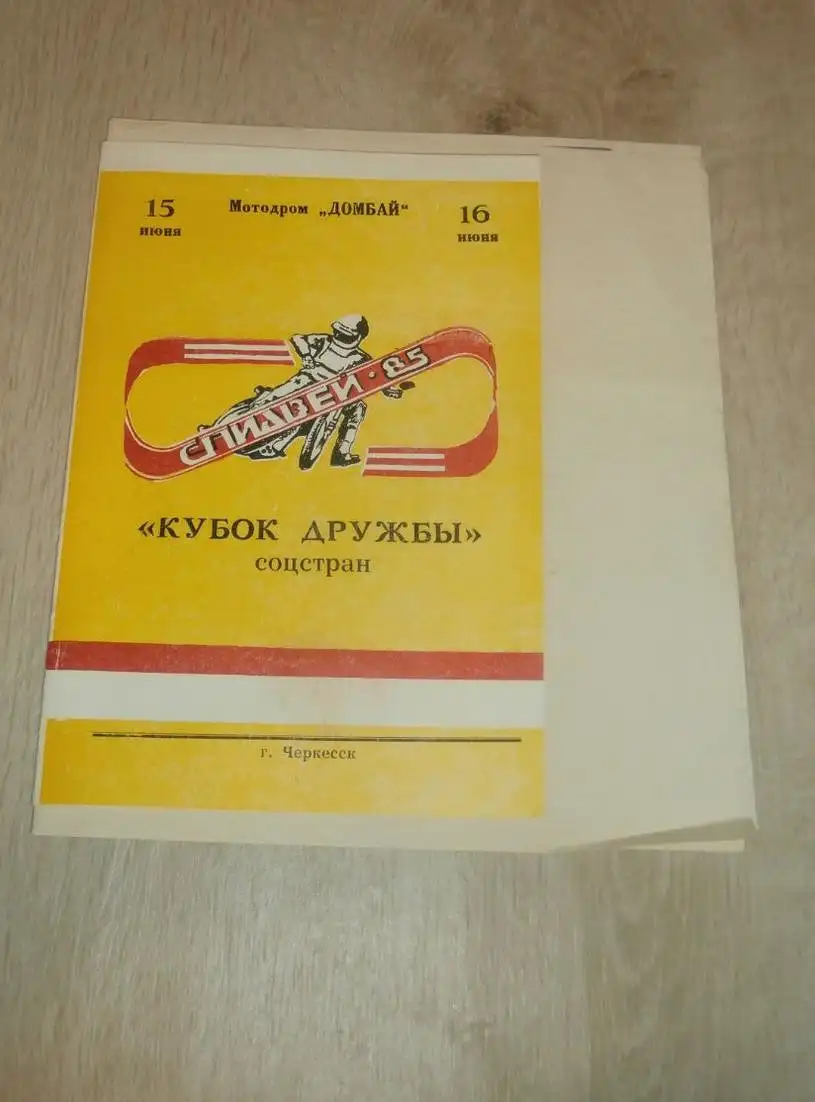 15
июня
Мотодром „ДОМБАЙ“
16
июня
СПИДВЕЙ · 85
«КУБОК ДРУЖБЫ»
соцстран
г. Черкесск